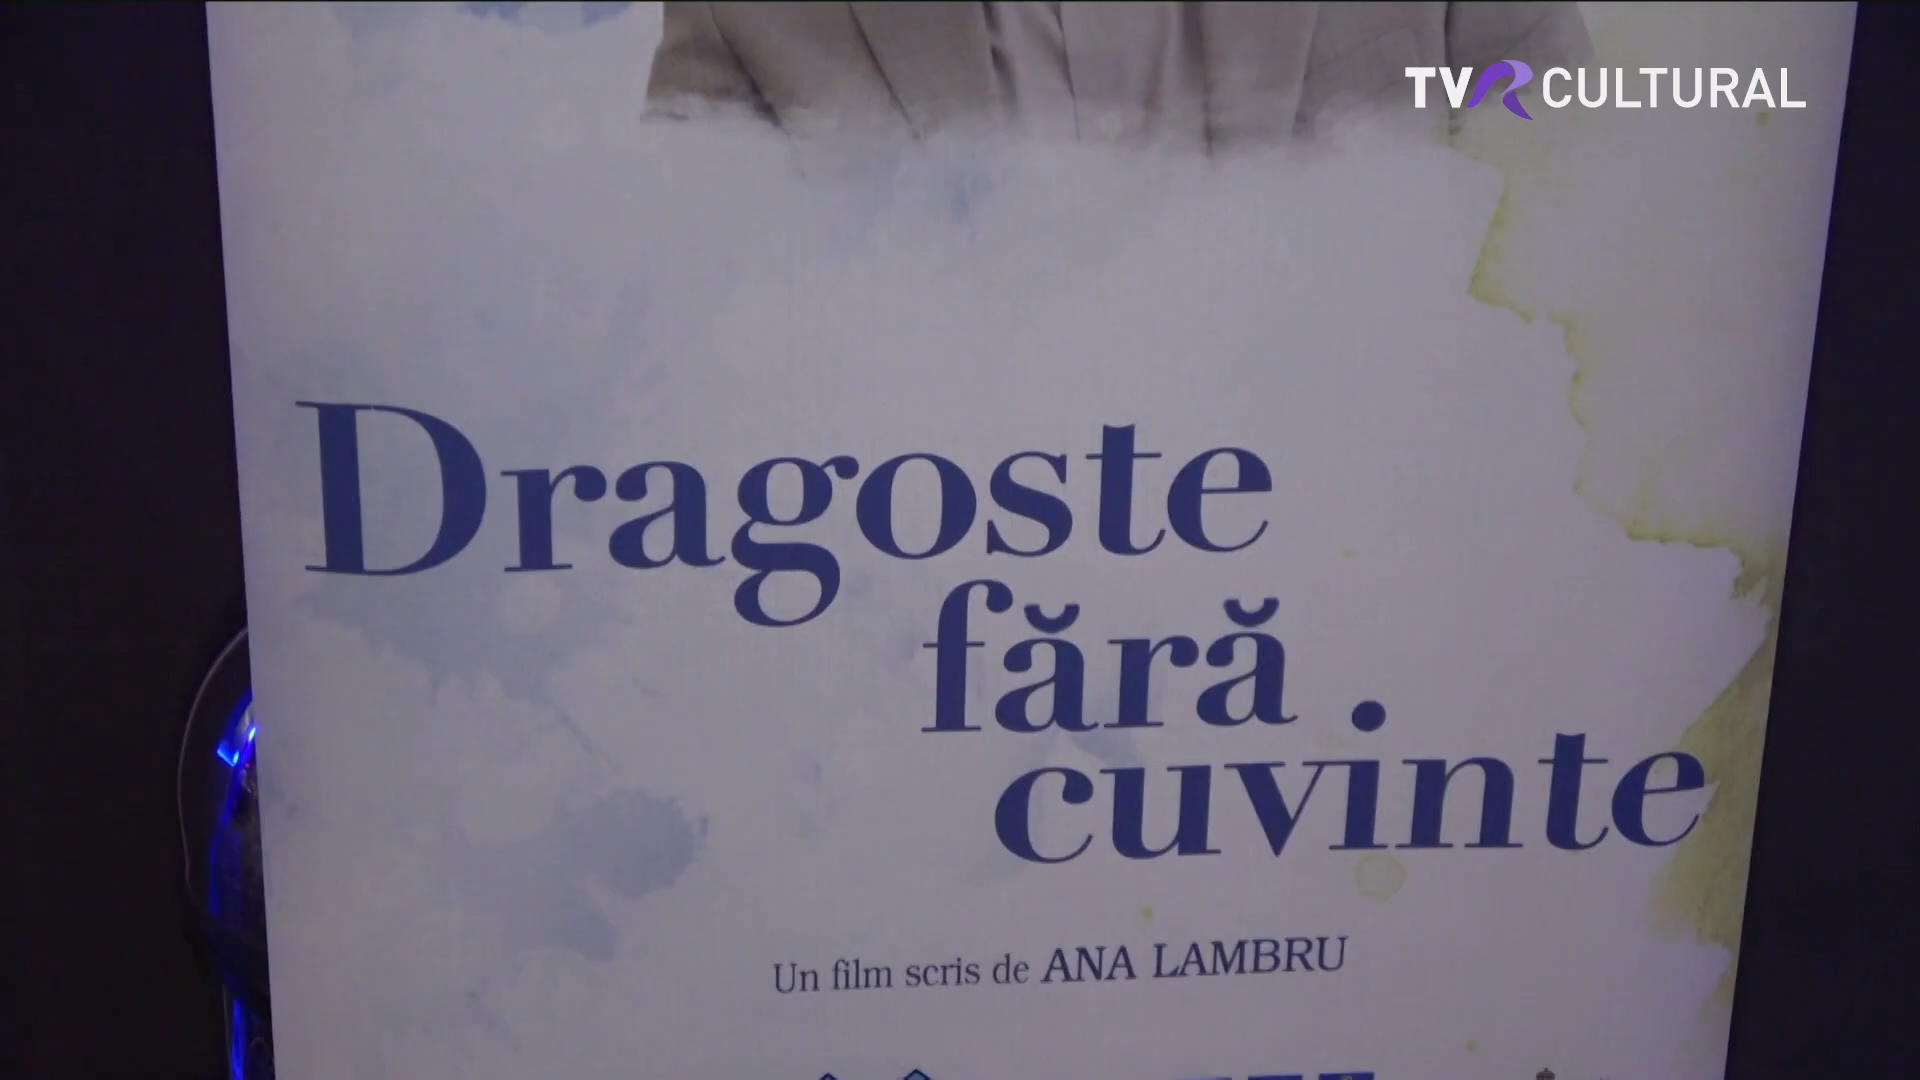 TVR CULTURAL
Dragoste
fără
cuvinte
Un film scris de ANA LAMBRU